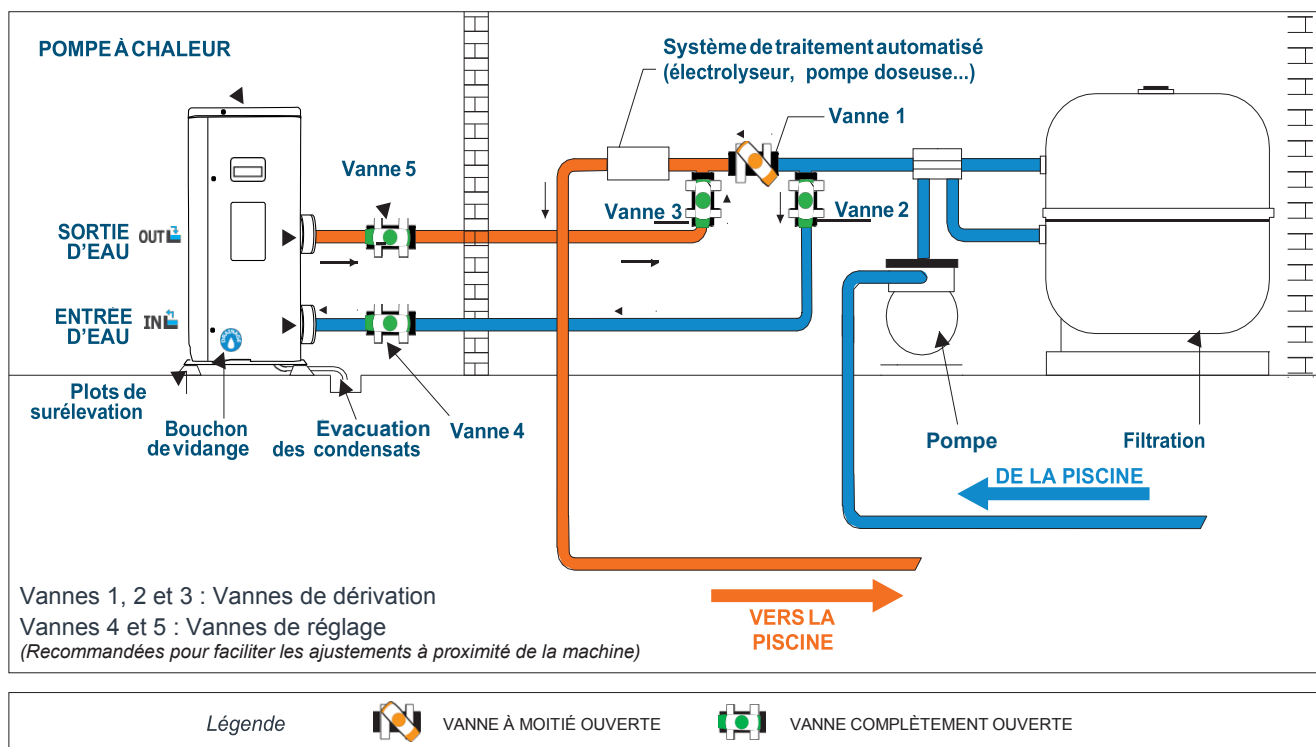 POMPE À CHALEUR
Système de traitement automatisé
(électrolyseur, pompe doseuse...)
Vanne 1
Vanne 5
Vanne 3
Vanne 2
SORTIE
D'EAU
OUT
ENTRÉE
D'EAU
IN
Plots de
surélevation
Bouchon
de vidange
Evacuation
des condensats
Vanne 4
Pompe
Filtration
DE LA PISCINE
VERS LA
PISCINE
Vannes 1, 2 et 3 : Vannes de dérivation
Vannes 4 et 5 : Vannes de réglage
(Recommandées pour faciliter les ajustements à proximité de la machine)
Légende
VANNE À MOITIÉ OUVERTE
VANNE COMPLÈTEMENT OUVERTE